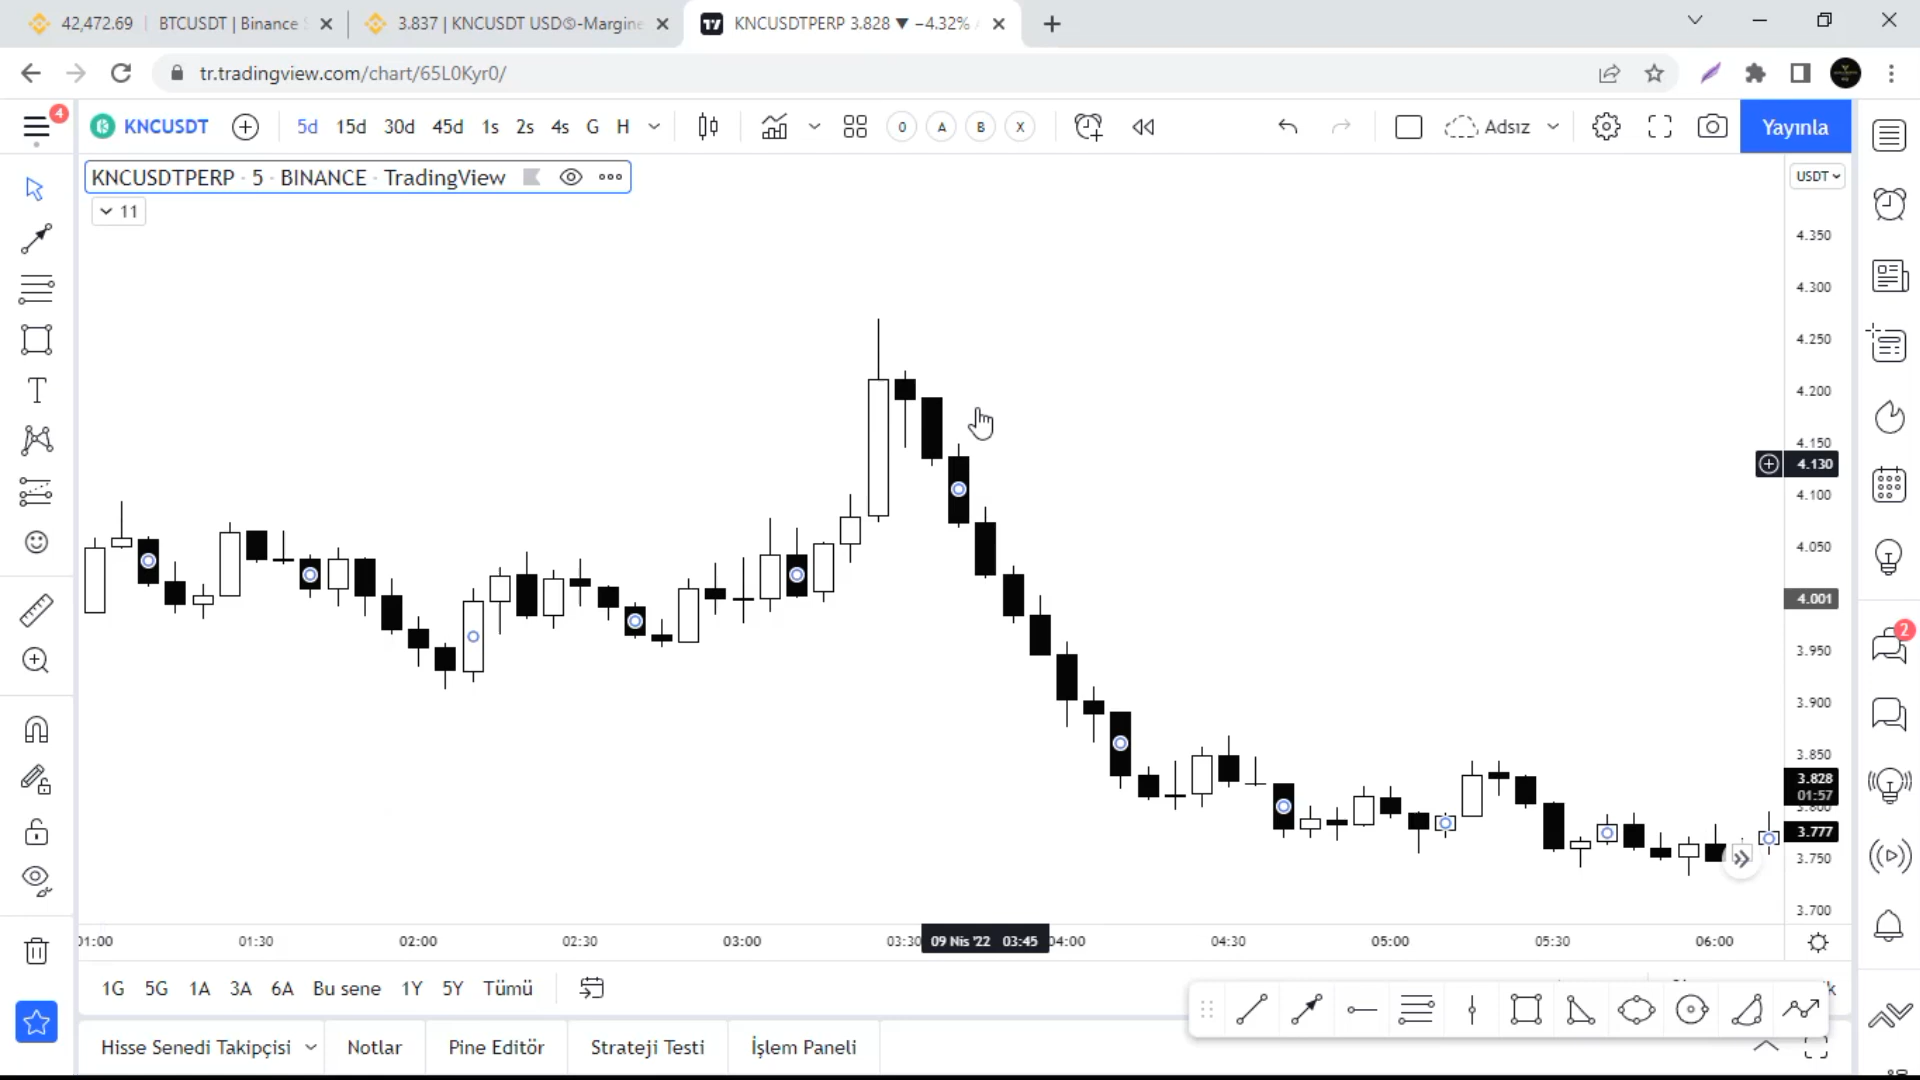 42,472.69 | BTCUSDT | Binance
3.837 | KNCUSDT USDⓈ-Margine
KNCUSDTPERP 3.828 ▼ −4.32%
tr.tradingview.com/chart/65L0Kyr0/
4
KNCUSDT
5d 15d 30d 45d 1s 2s 4s G H
O A B X
Adsız
Yayınla
KNCUSDTPERP · 5 · BINANCE · TradingView
USDT
11
4.350
4.300
4.250
4.200
4.150
4.130
4.100
4.050
4.001
3.950
3.900
3.850
3.828
01:57
3.800
3.777
3.750
3.700
2
01:00 01:30 02:00 02:30 03:00 03:30 09 Nis '22 03:45 04:00 04:30 05:00 05:30 06:00
1G 5G 1A 3A 6A Bu sene 1Y 5Y Tümü
Hisse Senedi Takipçisi Notlar Pine Editör Strateji Testi İşlem Paneli